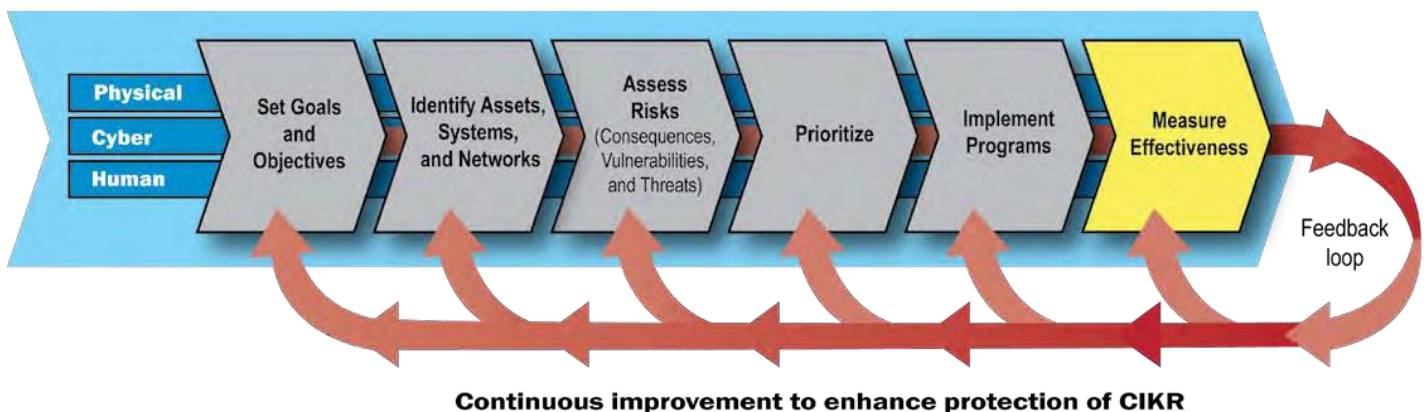 Physical
Cyber
Human
Set Goals
and
Objectives
Identify Assets,
Systems,
and Networks
Assess
Risks
(Consequences,
Vulnerabilities,
and Threats)
Prioritize
Implement
Programs
Measure
Effectiveness
Feedback
loop
Continuous improvement to enhance protection of CIKR